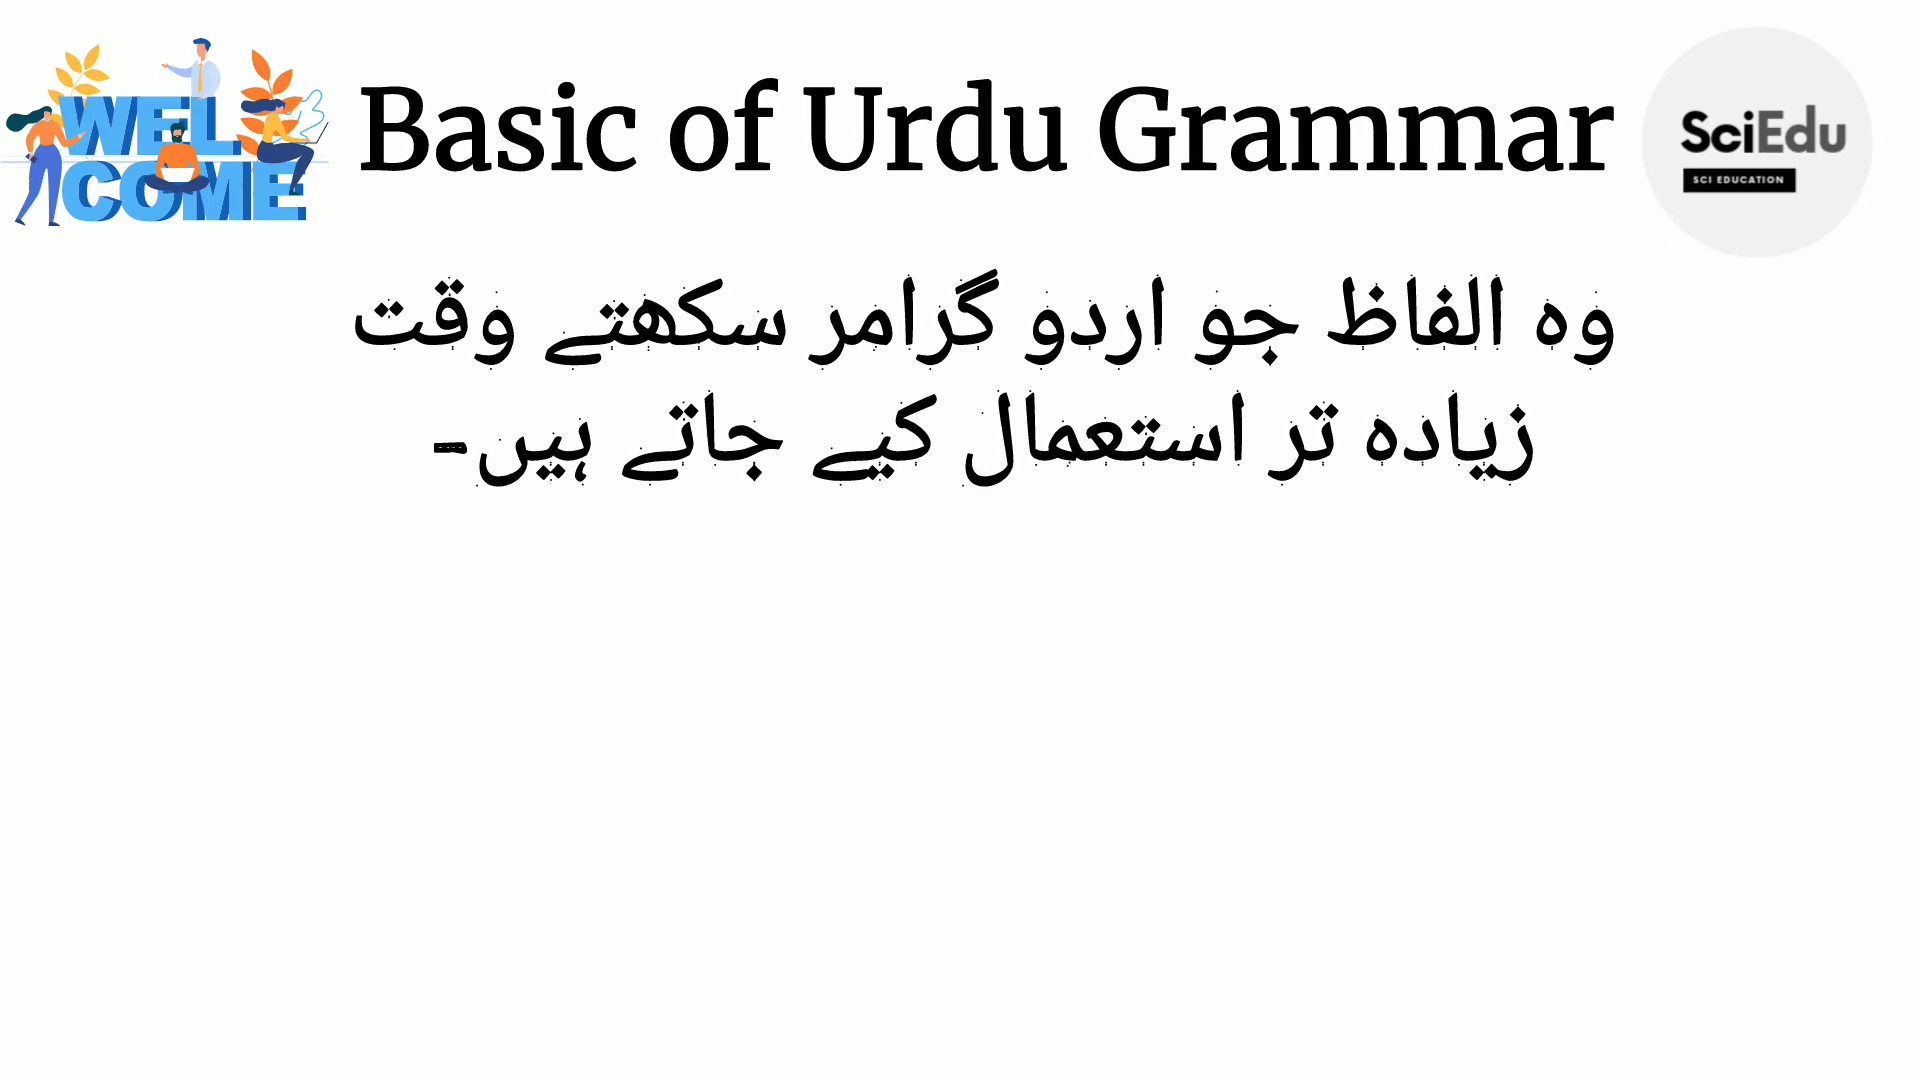 WEL
COME
Basic of Urdu Grammar
SciEdu
SCI EDUCATION
وہ الفاظ جو اردو گرامر سکھتے وقت
زیادہ تر استعمال کیے جاتے ہیں۔